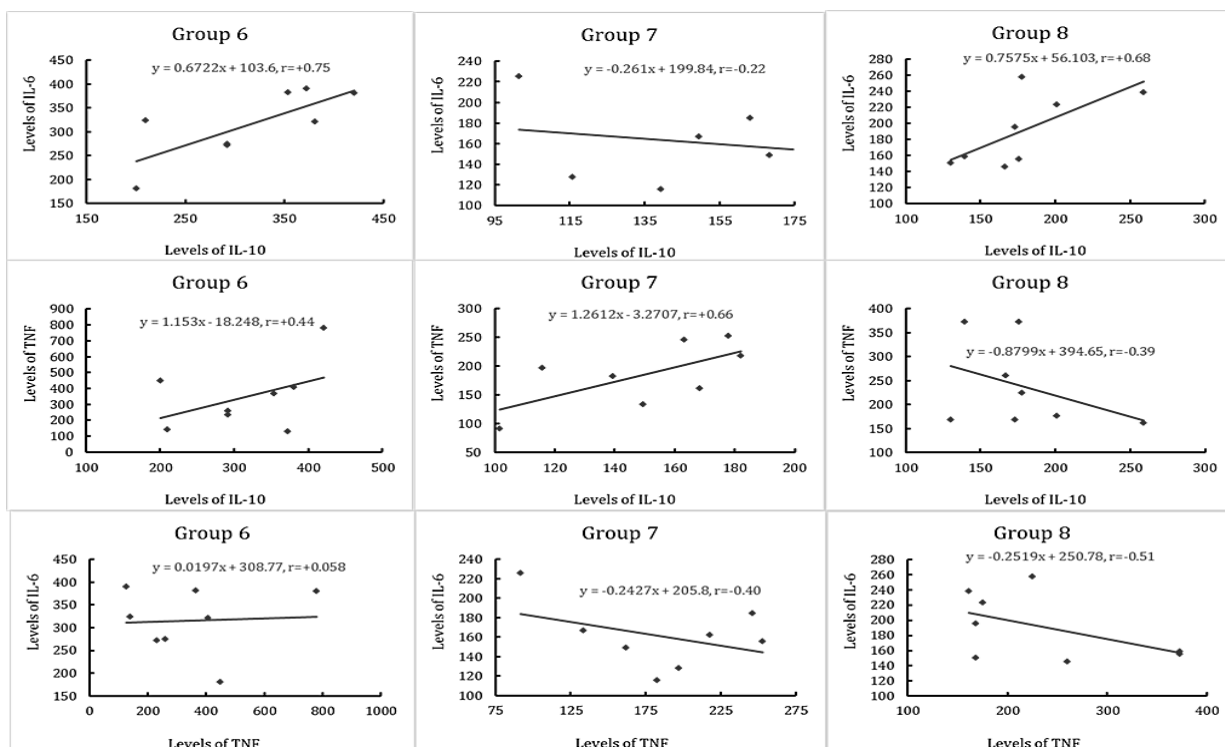 Group 6
y = 0.6722x + 103.6, r=+0.75
Levels of IL-6
450
400
350
300
250
200
150
150 250 350 450
Levels of IL-10
Group 7
y = -0.261x + 199.84, r=-0.22
Levels of IL-6
240
220
200
180
160
140
120
100
95 115 135 155 175
Levels of IL-10
Group 8
y = 0.7575x + 56.103, r=+0.68
Levels of IL-6
280
260
240
220
200
180
160
140
120
100
100 150 200 250 300
Levels of IL-10
Group 6
y = 1.153x - 18.248, r=+0.44
Levels of TNF
900
800
700
600
500
400
300
200
100
0
100 200 300 400 500
Levels of IL-10
Group 7
y = 1.2612x - 3.2707, r=+0.66
Levels of TNF
300
250
200
150
100
50
100 120 140 160 180 200
Levels of IL-10
Group 8
y = -0.8799x + 394.65, r=-0.39
Levels of TNF
400
350
300
250
200
150
100
100 150 200 250 300
Levels of IL-10
Group 6
y = 0.0197x + 308.77, r=+0.058
Levels of IL-6
450
400
350
300
250
200
150
0 200 400 600 800 1000
Levels of TNF
Group 7
y = -0.2427x + 205.8, r=-0.40
Levels of IL-6
240
220
200
180
160
140
120
100
75 125 175 225 275
Levels of TNF
Group 8
y = -0.2519x + 250.78, r=-0.51
Levels of IL-6
280
260
240
220
200
180
160
140
120
100
100 200 300 400
Levels of TNF